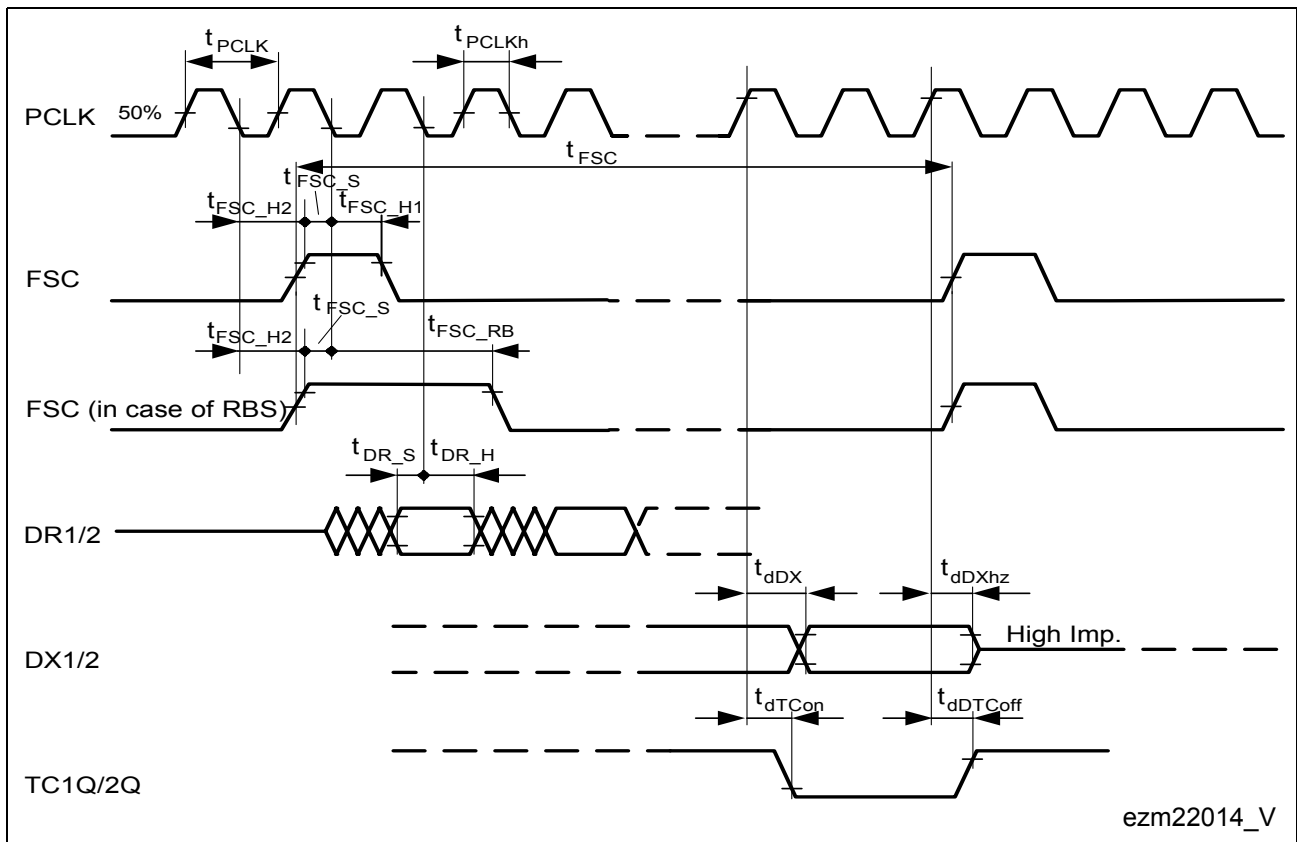 tPCLK
tPCLKh
PCLK 50%
tFSC
tFSC_S
tFSC_H2
tFSC_H1
FSC
tFSC_S
tFSC_H2
tFSC_RB
FSC (in case of RBS)
tDR_S
tDR_H
DR1/2
tdDX
tdDXhz
High Imp.
DX1/2
tdTCon
tdDTCoff
TC1Q/2Q
ezm22014_V